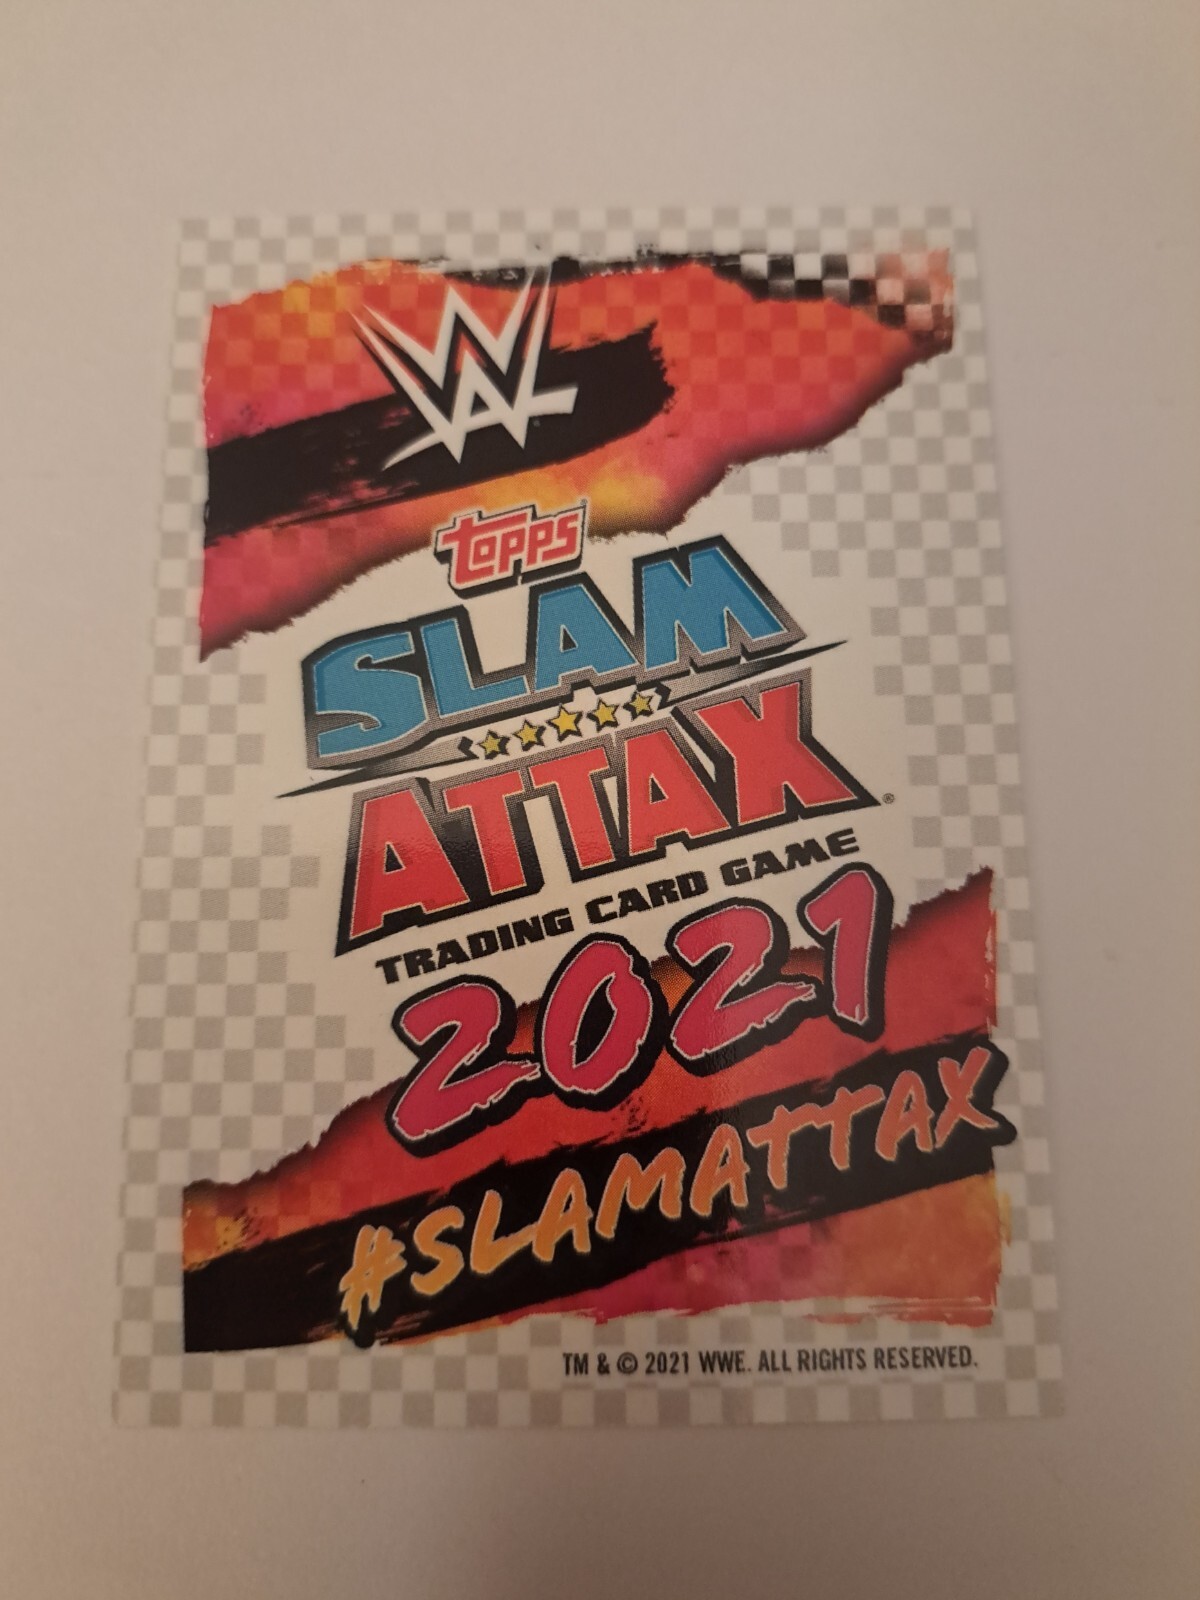 W
topps
SLAM
ATTAX®
TRADING CARD GAME
2021
#SLAMATTAX
TM & © 2021 WWE. ALL RIGHTS RESERVED.